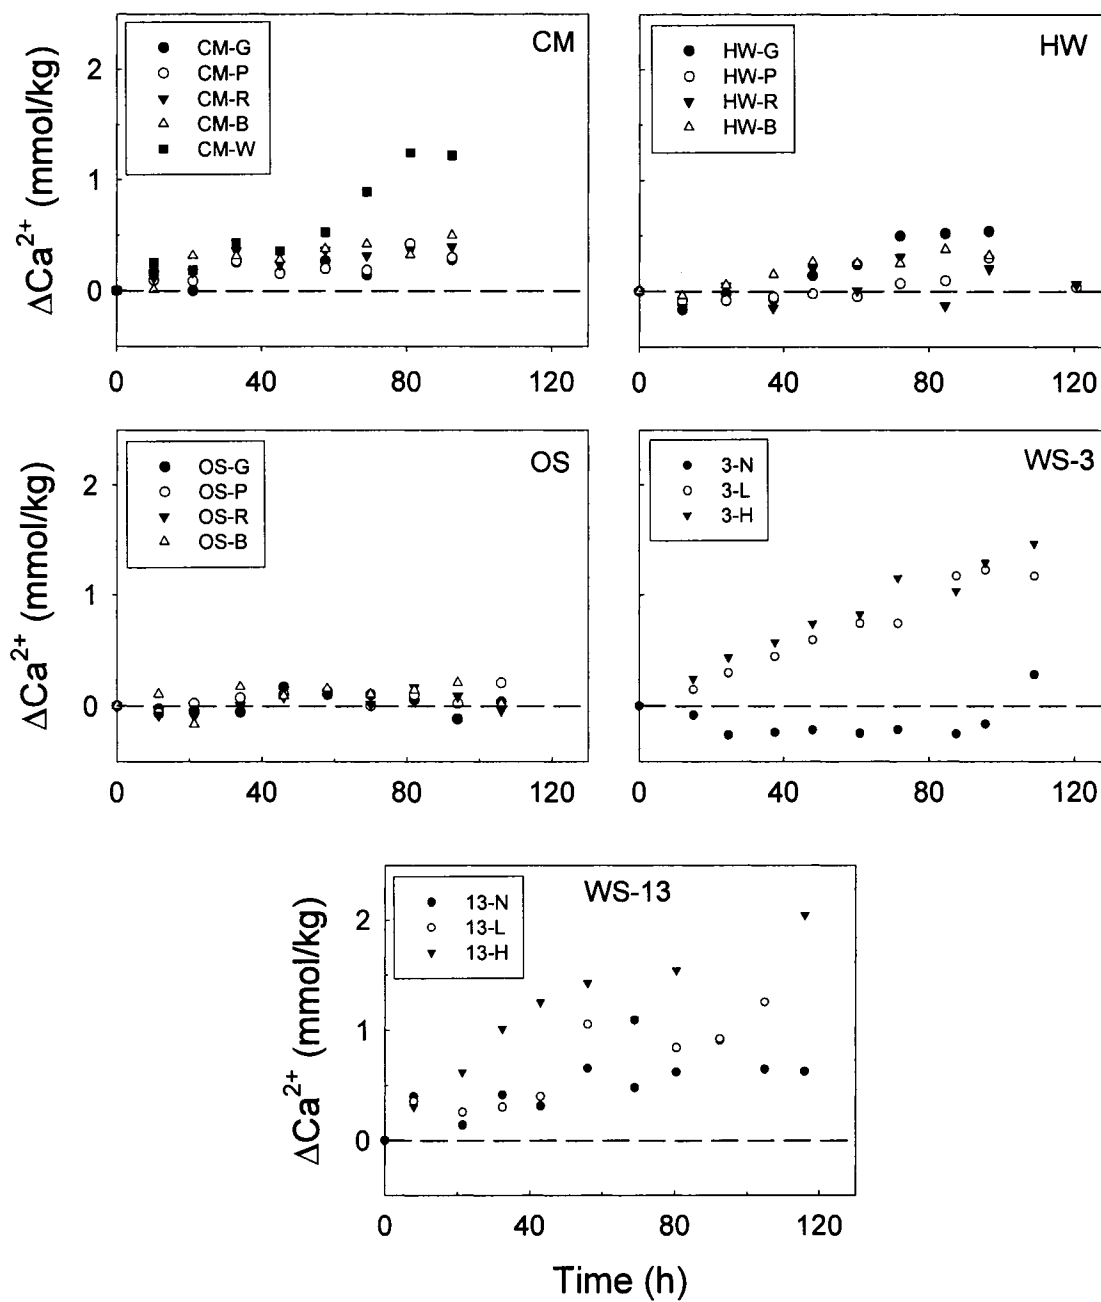 CM
CM-G
CM-P
CM-R
CM-B
CM-W
ΔCa2+ (mmol/kg)
2
1
0
0 40 80 120
HW
HW-G
HW-P
HW-R
HW-B
0 40 80 120
OS
OS-G
OS-P
OS-R
OS-B
ΔCa2+ (mmol/kg)
2
1
0
0 40 80 120
WS-3
3-N
3-L
3-H
0 40 80 120
WS-13
13-N
13-L
13-H
ΔCa2+ (mmol/kg)
2
1
0
0 40 80 120
Time (h)